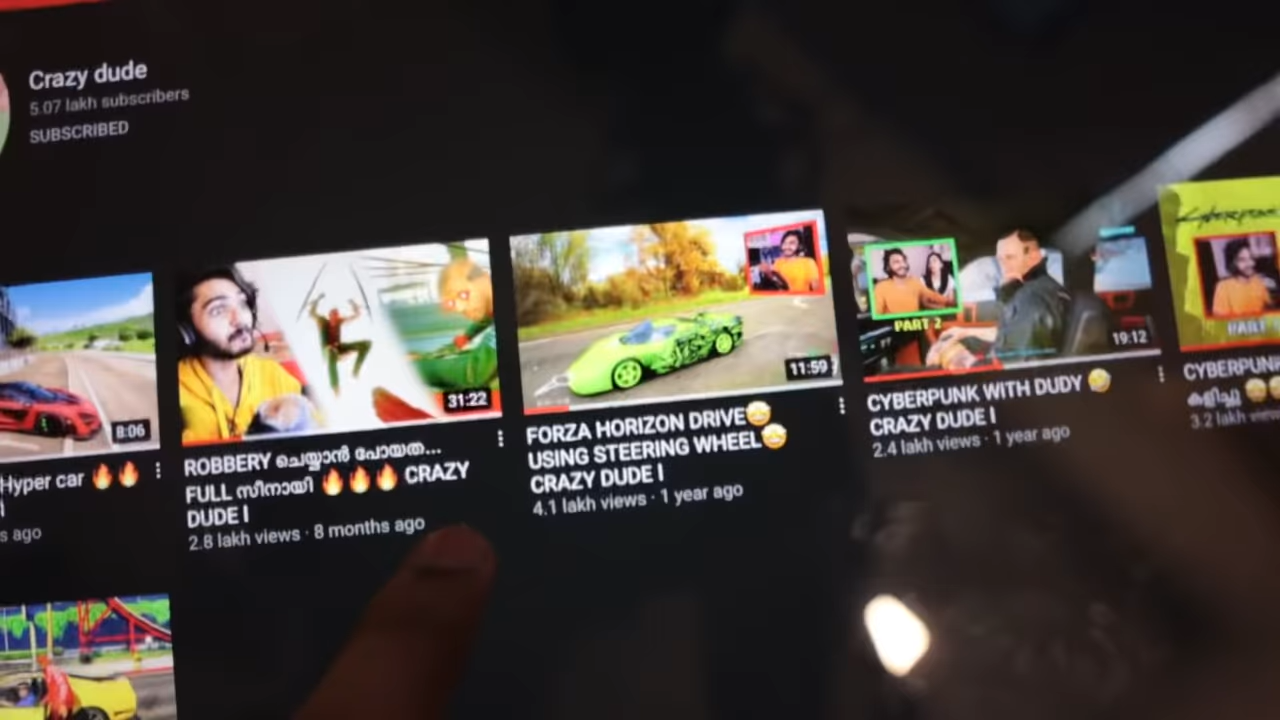 Crazy dude
5.07 lakh subscribers
SUBSCRIBED
8:06
Hyper car 🔥🔥
s ago
31:22
ROBBERY ചെയ്യാൻ പോയത...
FULL സീനായി 🔥🔥🔥 CRAZY
DUDE |
2.8 lakh views · 8 months ago
11:59
FORZA HORIZON DRIVE🤩
USING STEERING WHEEL🤩
CRAZY DUDE |
4.1 lakh views · 1 year ago
PART 2
19:12
CYBERPUNK WITH DUDY 🤩
CRAZY DUDE |
2.4 lakh views · 1 year ago
Cyberpun
PART
CYBERPUN
കളിച്ചു 🤩
3.2 lakh views